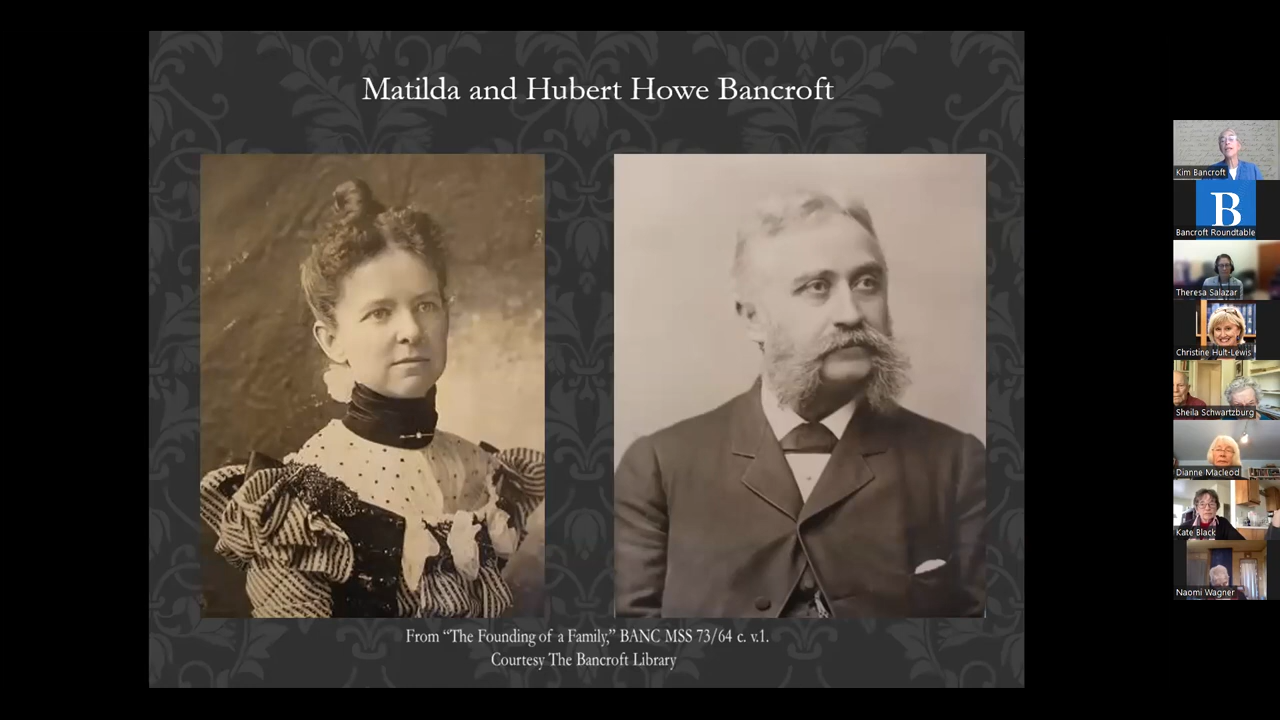 Matilda and Hubert Howe Bancroft
From “The Founding of a Family,” BANC MSS 73/64 c. v.1.
Courtesy The Bancroft Library
Kim Bancroft
B
Bancroft Roundtable
Theresa Salazar
Christine Hult-Lewis
Sheila Schwartzburg
Dianne Macleod
Kate Black
Naomi Wagner